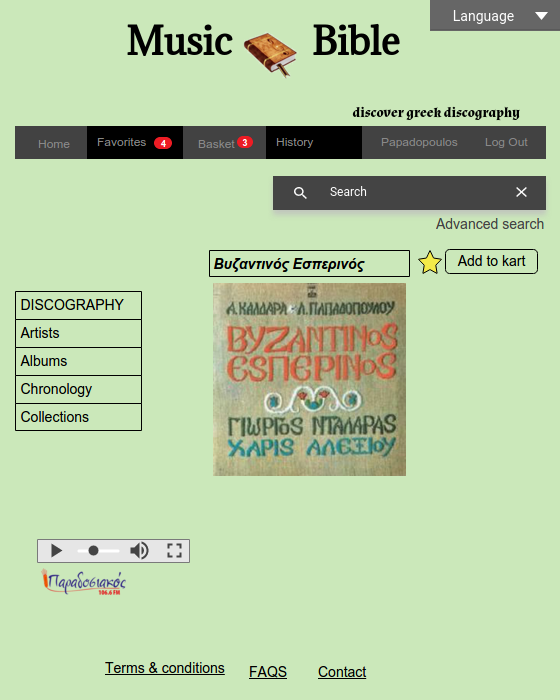 Language
Music Bible
discover greek discography
Home Favorites 4 Basket 3 History Papadopoulos Log Out
Search
Advanced search
Βυζαντινός Εσπερινός Add to kart
DISCOGRAPHY
Artists
Albums
Chronology
Collections
Α. ΚΑΛΔΑΡΑ - Λ. ΠΑΠΑΔΟΠΟΥΛΟΥ
ΒΥΖΑΝΤΙΝΟΣ
ΕΣΠΕΡΙΝΟΣ
ΓΙΩΡΓΟΣ ΝΤΑΛΑΡΑΣ
ΧΑΡΙΣ ΑΛΕΞΙΟΥ
Παραδοσιακός
106.6 FM
Terms & conditions FAQS Contact